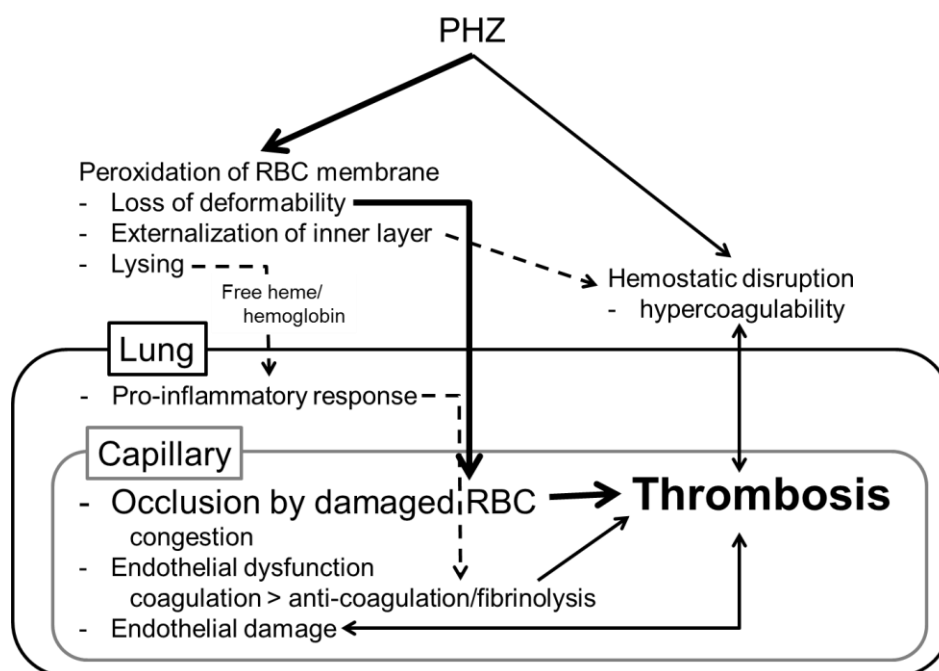 PHZ
Peroxidation of RBC membrane
- Loss of deformability
- Externalization of inner layer
- Lysing
Free heme/
hemoglobin
Hemostatic disruption
- hypercoagulability
Lung
- Pro-inflammatory response
Capillary
- Occlusion by damaged RBC
congestion
Thrombosis
- Endothelial dysfunction
coagulation > anti-coagulation/fibrinolysis
- Endothelial damage